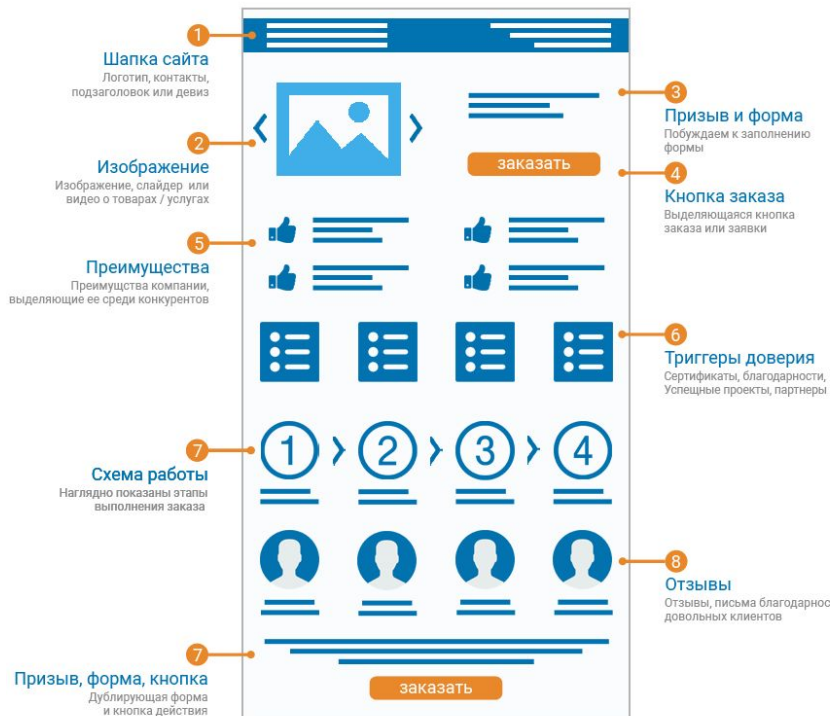 1
Шапка сайта
Логотип, контакты,
подзаголовок или девиз
2
Изображение
Изображение, слайдер или
видео о товарах / услугах
3
Призыв и форма
Побуждаем к заполнению
формы
заказать
4
Кнопка заказа
Выделяющаяся кнопка
заказа или заявки
5
Преимущества
Преимущства компании,
выделяющие ее среди конкурентов
6
Триггеры доверия
Сертификаты, благодарности,
Успещные проекты, партнеры
7
Схема работы
Наглядно показаны этапы
выполнения заказа
1
2
3
4
8
Отзывы
Отзывы, письма благодарнос
довольных клиентов
7
Призыв, форма, кнопка
Дублирующая форма
и кнопка действия
заказать